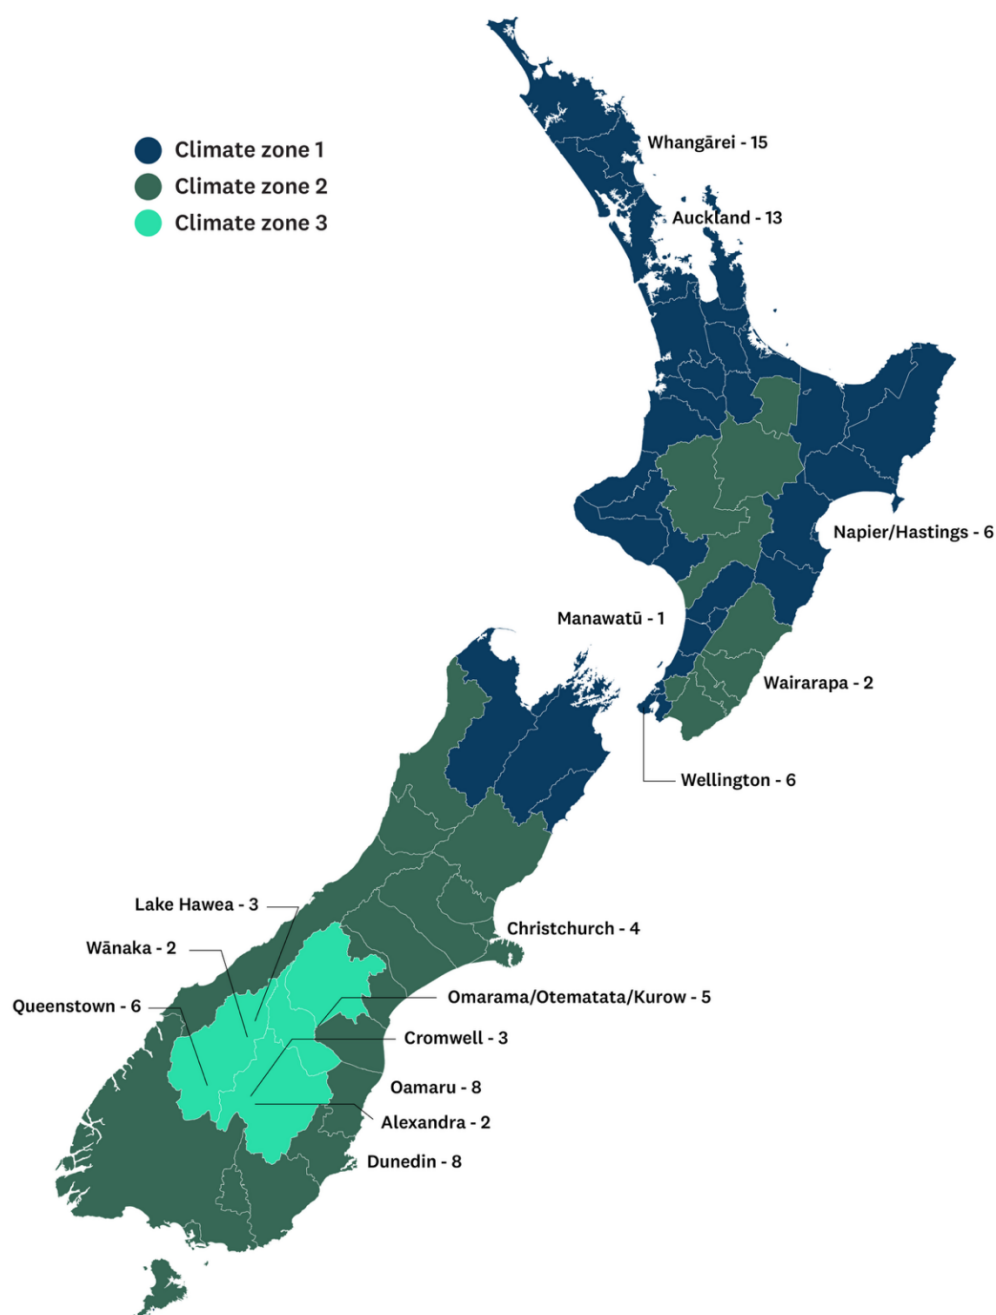 Climate zone 1
Climate zone 2
Climate zone 3
Whangārei - 15
Auckland - 13
Napier/Hastings - 6
Manawatū - 1
Wairarapa - 2
Wellington - 6
Lake Hawea - 3
Christchurch - 4
Wānaka - 2
Omarama/Otematata/Kurow - 5
Queenstown - 6
Cromwell - 3
Oamaru - 8
Alexandra - 2
Dunedin - 8